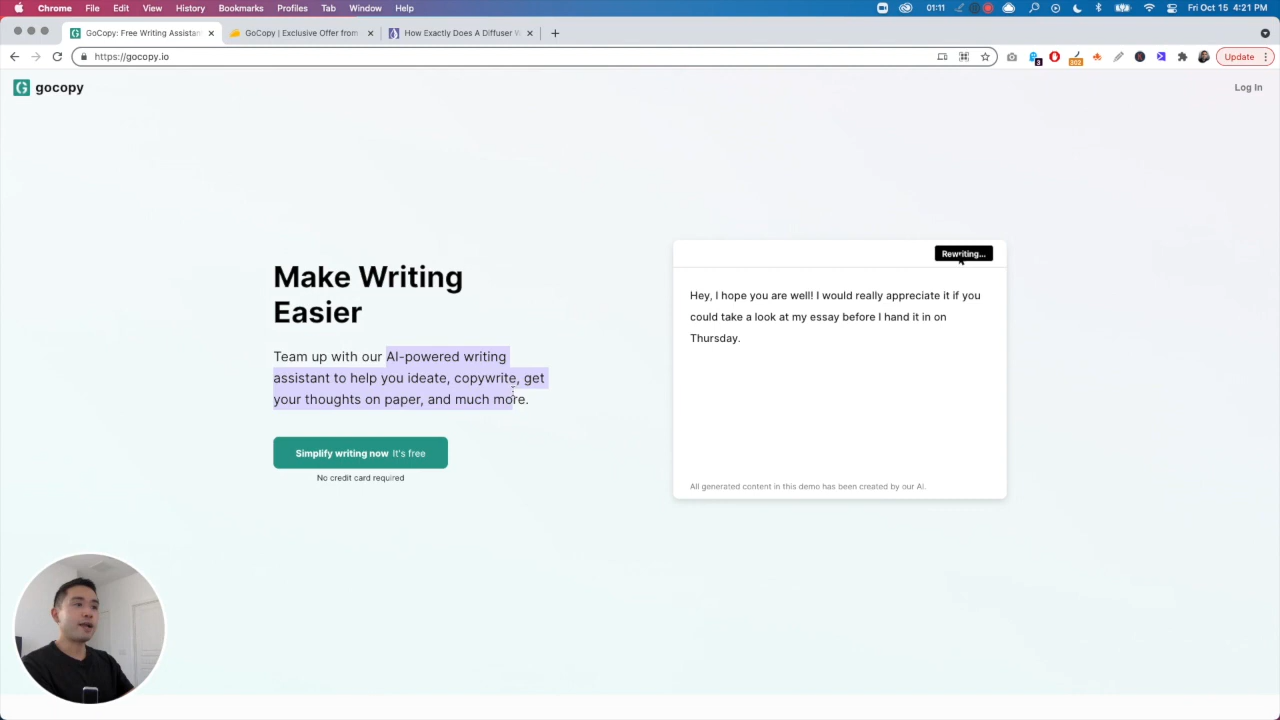 Chrome File Edit View History Bookmarks Profiles Tab Window Help 01:11 Fri Oct 15 4:21 PM
GoCopy: Free Writing Assistan GoCopy | Exclusive Offer from How Exactly Does A Diffuser W
https://gocopy.io 3 302 Update
gocopy Log In
Make Writing
Easier
Team up with our AI-powered writing
assistant to help you ideate, copywrite, get
your thoughts on paper, and much more.
Simplify writing now It's free
No credit card required
Rewriting...
Hey, I hope you are well! I would really appreciate it if you
could take a look at my essay before I hand it in on
Thursday.
All generated content in this demo has been created by our AI.